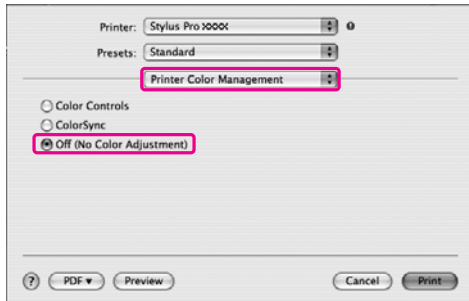 Printer: Stylus Pro XXXX
Presets: Standard
Printer Color Management
Color Controls
ColorSync
Off (No Color Adjustment)
? PDF ▼ Preview Cancel Print